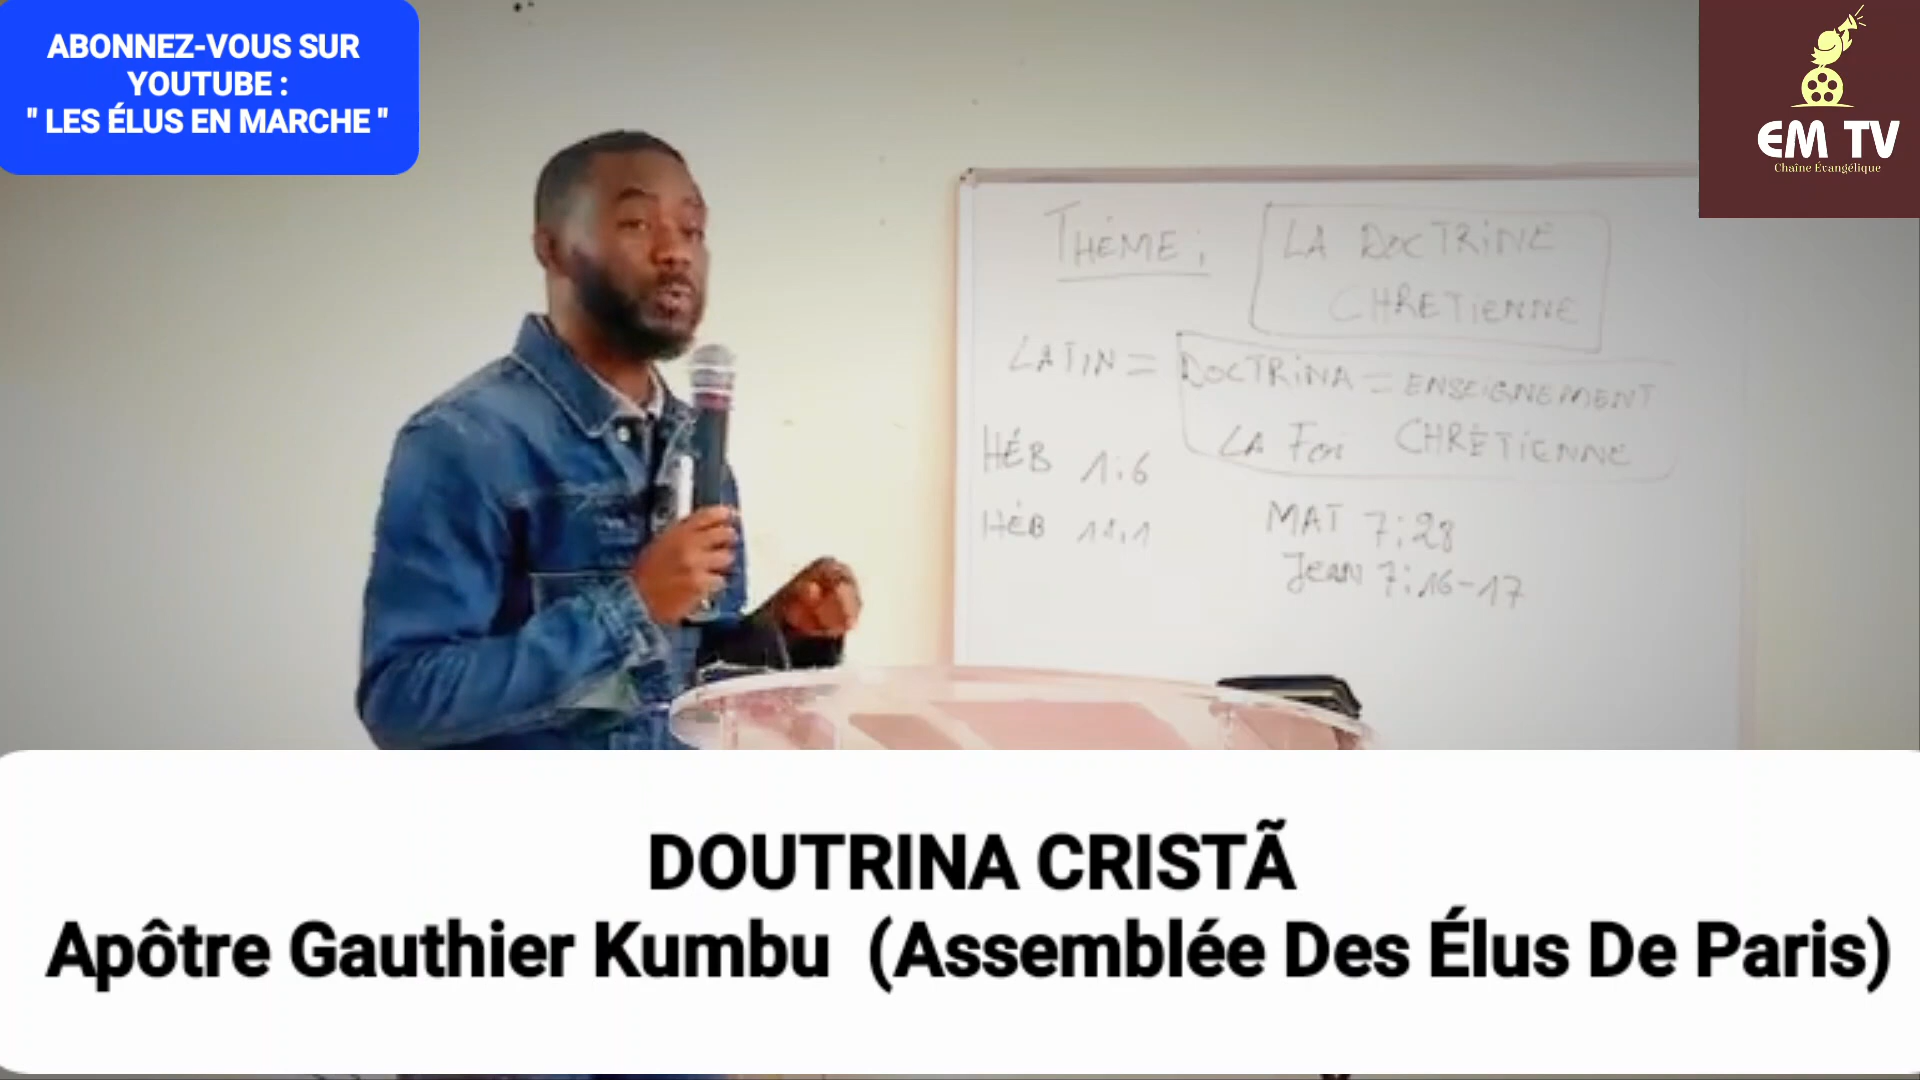 ABONNEZ-VOUS SUR
YOUTUBE :
" LES ÉLUS EN MARCHE "
EM TV
Chaîne Évangélique
THÉME : LA DOCTRINE
CHRETIENNE
LATIN = DOCTRINA = ENSEIGNEMENT
LA FOI CHRÉTIENNE
HÉB 1:6
HÉB 11:1
MAT 7:28
JEAN 7:16-17
DOUTRINA CRISTÃ
Apôtre Gauthier Kumbu (Assemblée Des Élus De Paris)